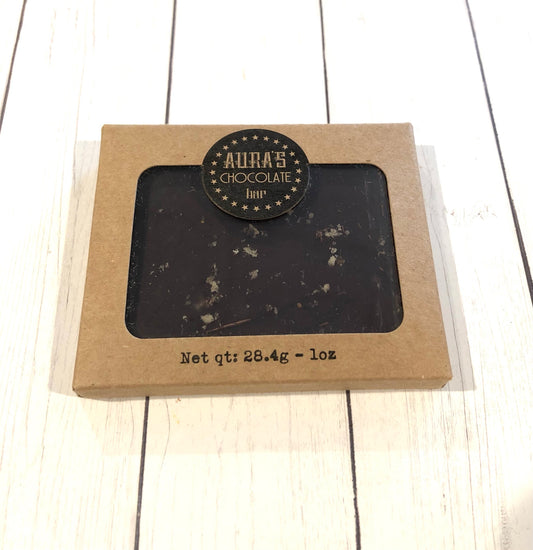 AURA'S
CHOCOLATE
bar
Net qt: 28.4g - 1oz